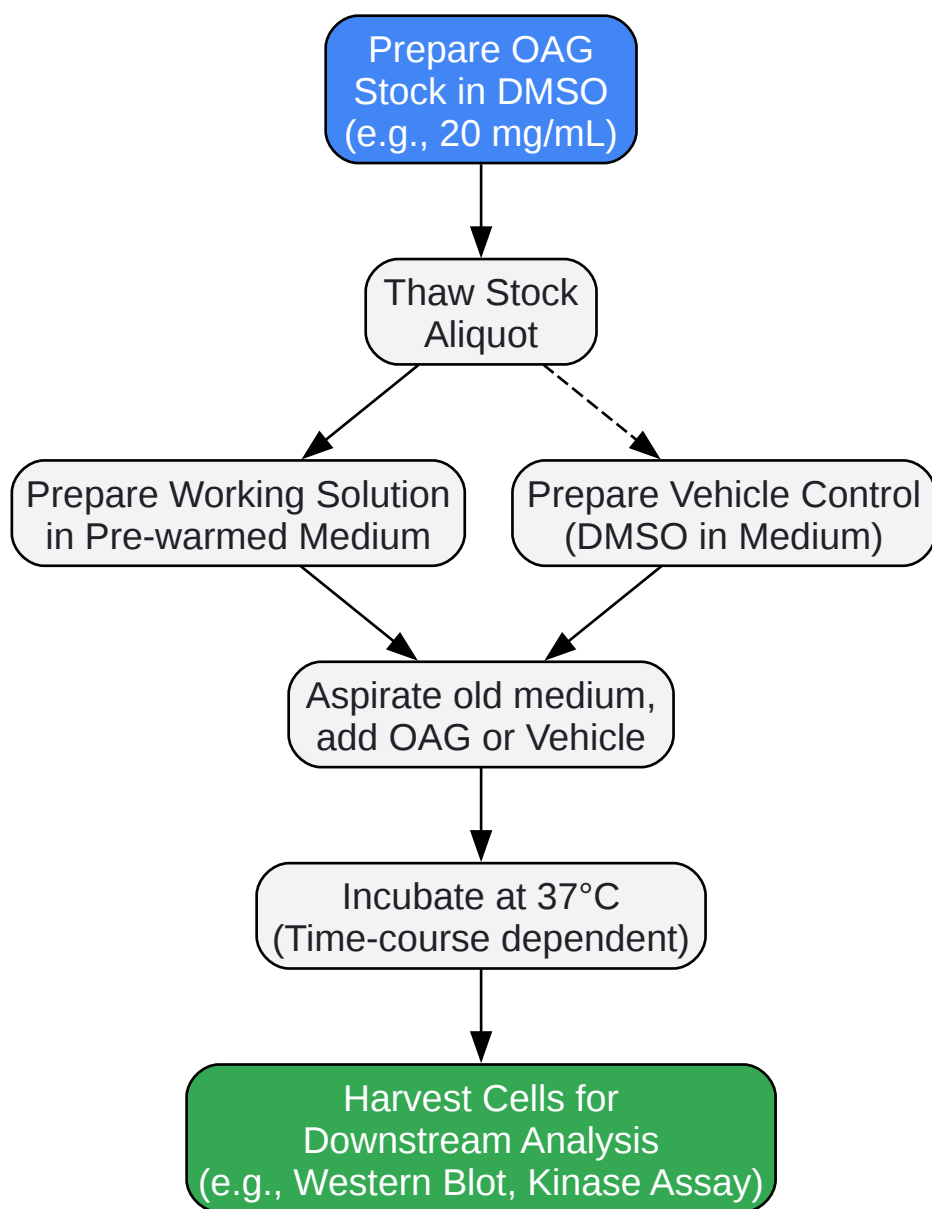 Prepare OAG
Stock in DMSO
(e.g., 20 mg/mL)
Thaw Stock
Aliquot
Prepare Working Solution
in Pre-warmed Medium
Prepare Vehicle Control
(DMSO in Medium)
Aspirate old medium,
add OAG or Vehicle
Incubate at 37°C
(Time-course dependent)
Harvest Cells for
Downstream Analysis
(e.g., Western Blot, Kinase Assay)